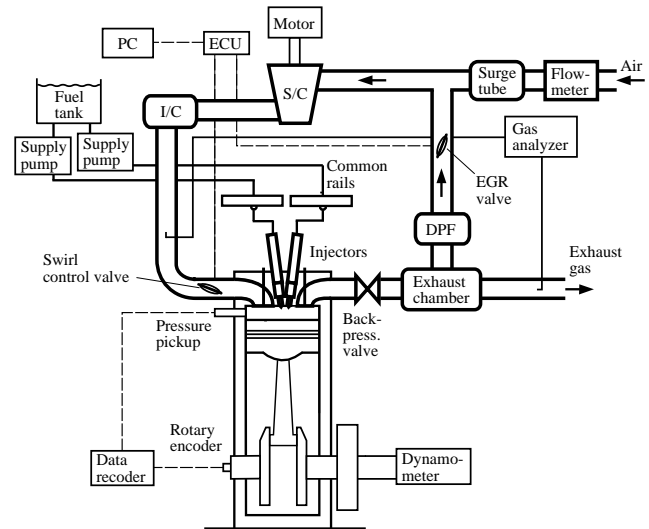 Motor
PC
ECU
Air
S/C
Surge
tube
Flow-
meter
Fuel
tank
I/C
Supply
pump
Supply
pump
Gas
analyzer
Common
rails
EGR
valve
DPF
Injectors
Swirl
control valve
Exhaust
gas
Exhaust
chamber
Pressure
pickup
Back-
press.
valve
Rotary
encoder
Data
recoder
Dynamo-
meter